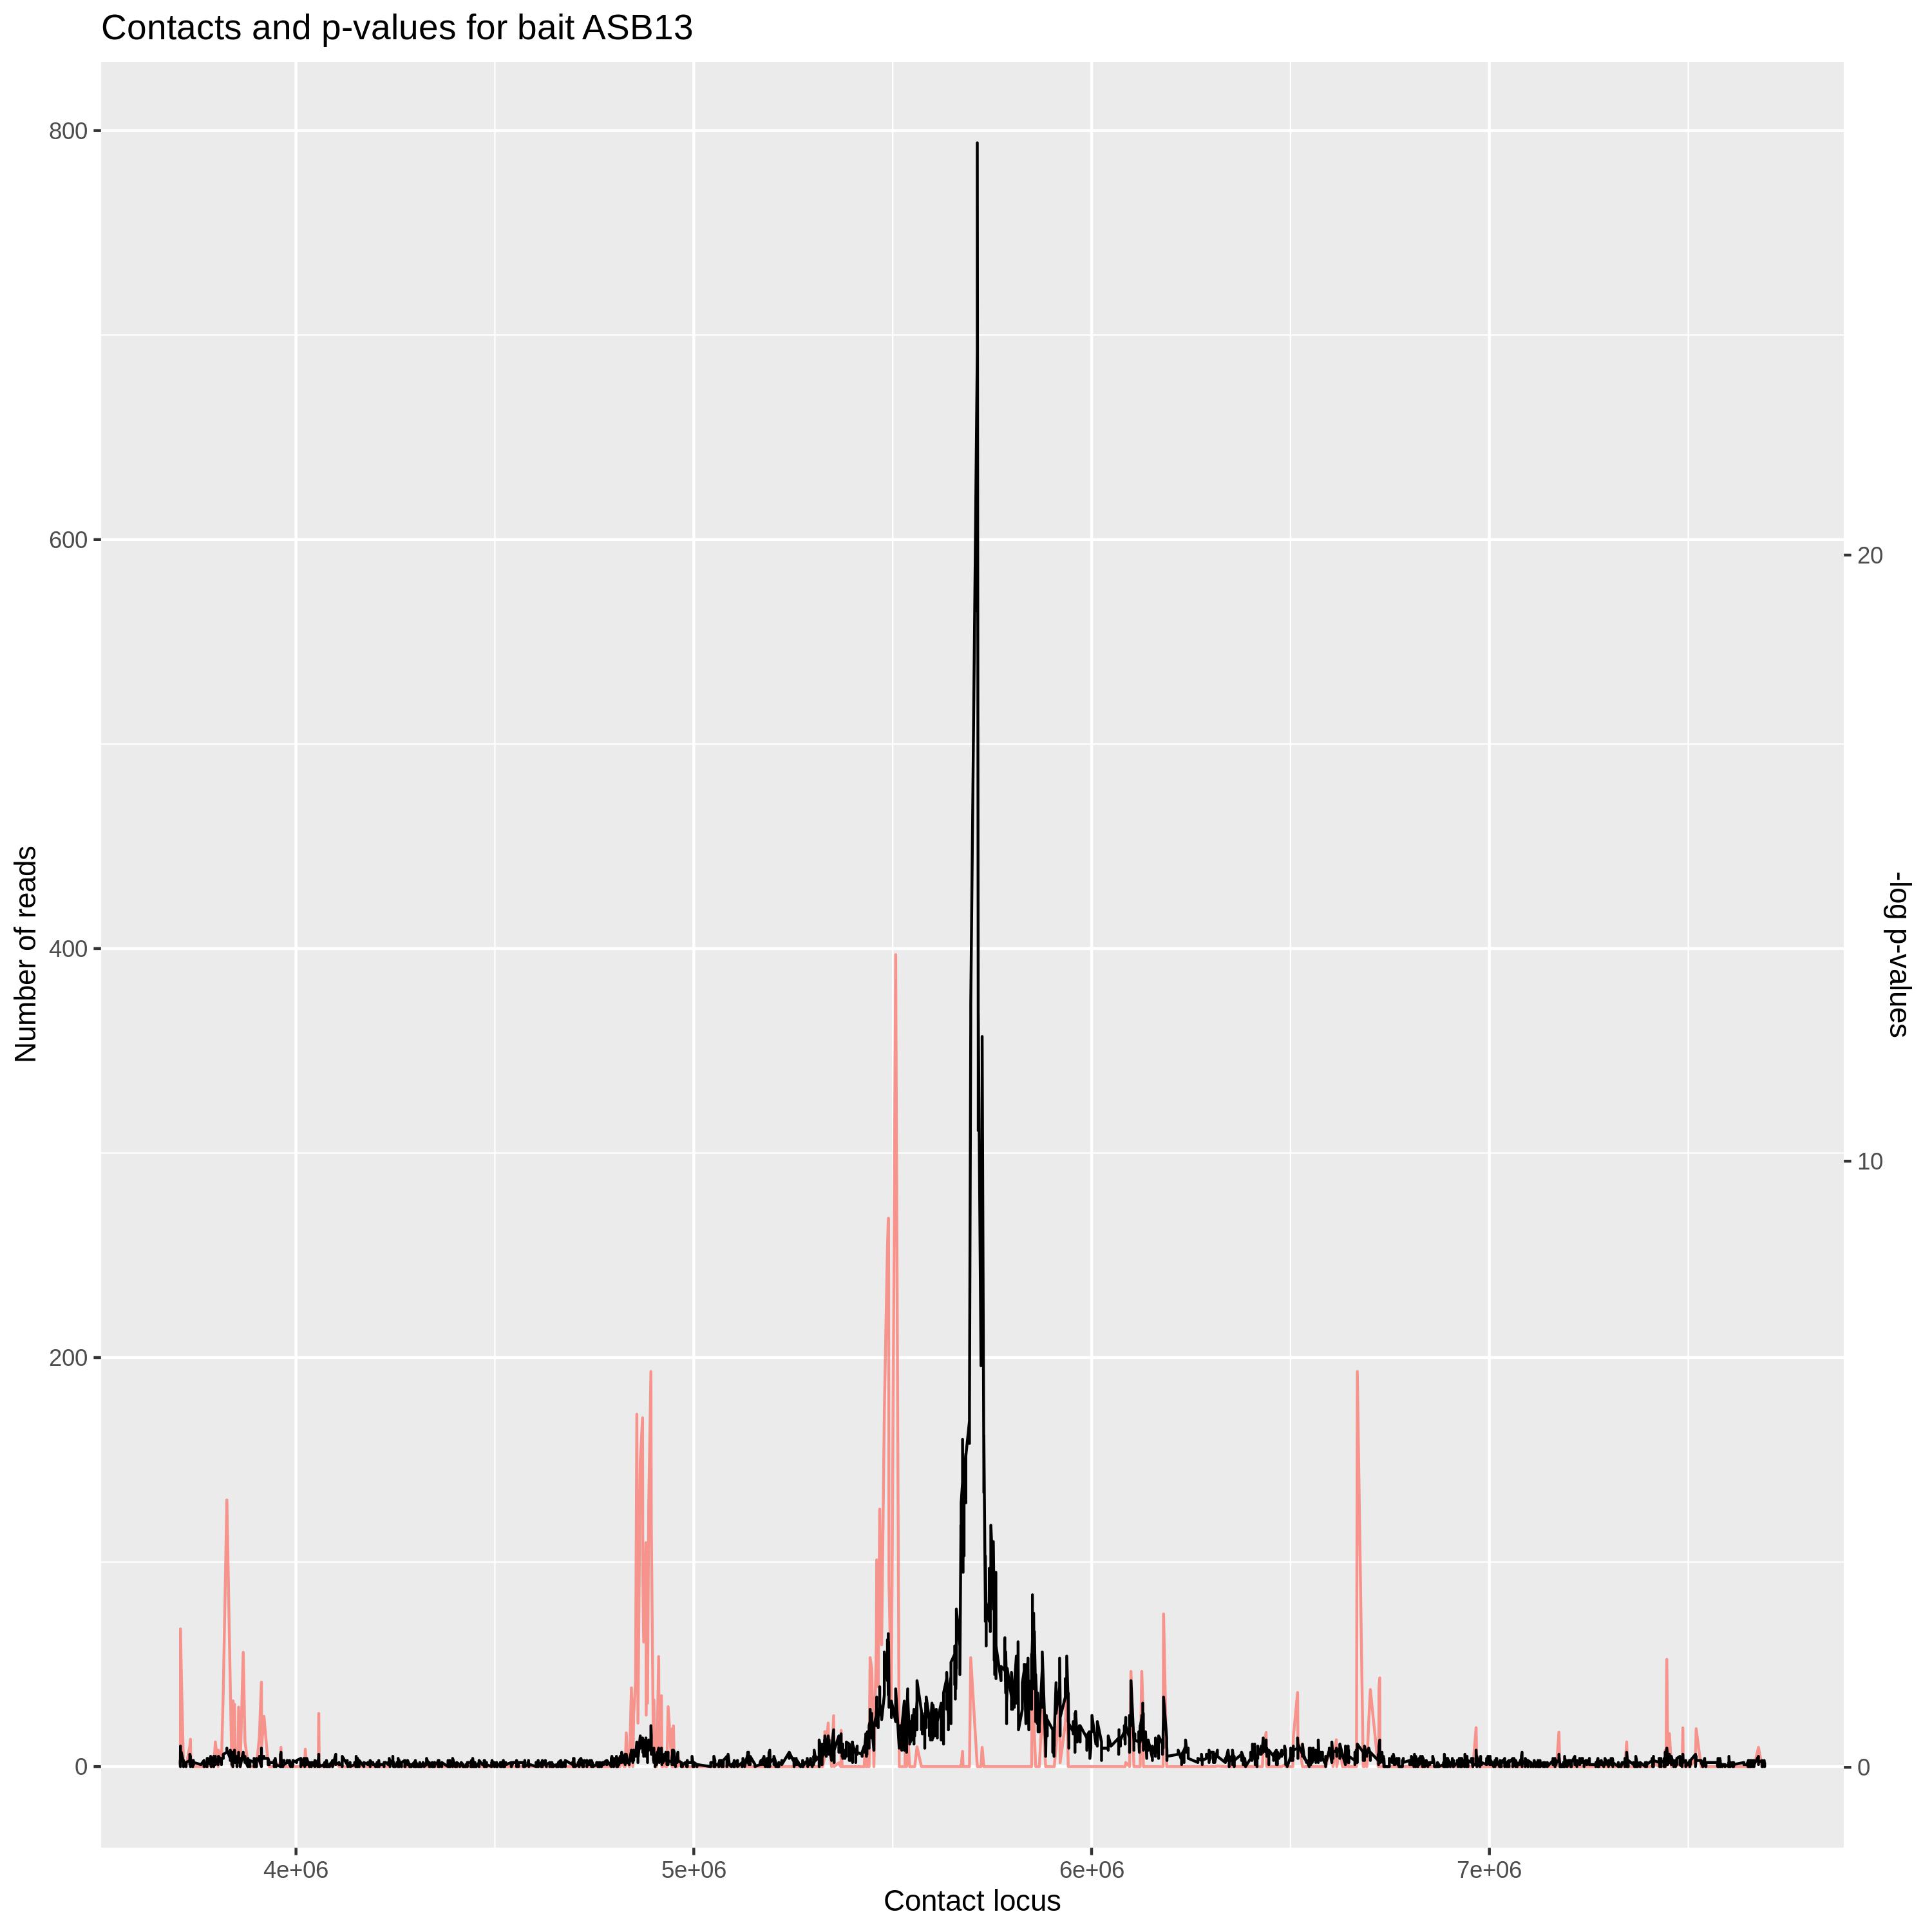 Contacts and p-values for bait ASB13
800
600
400
200
0
Number of reads
20
10
0
-log p-values
4e+06
5e+06
6e+06
7e+06
Contact locus